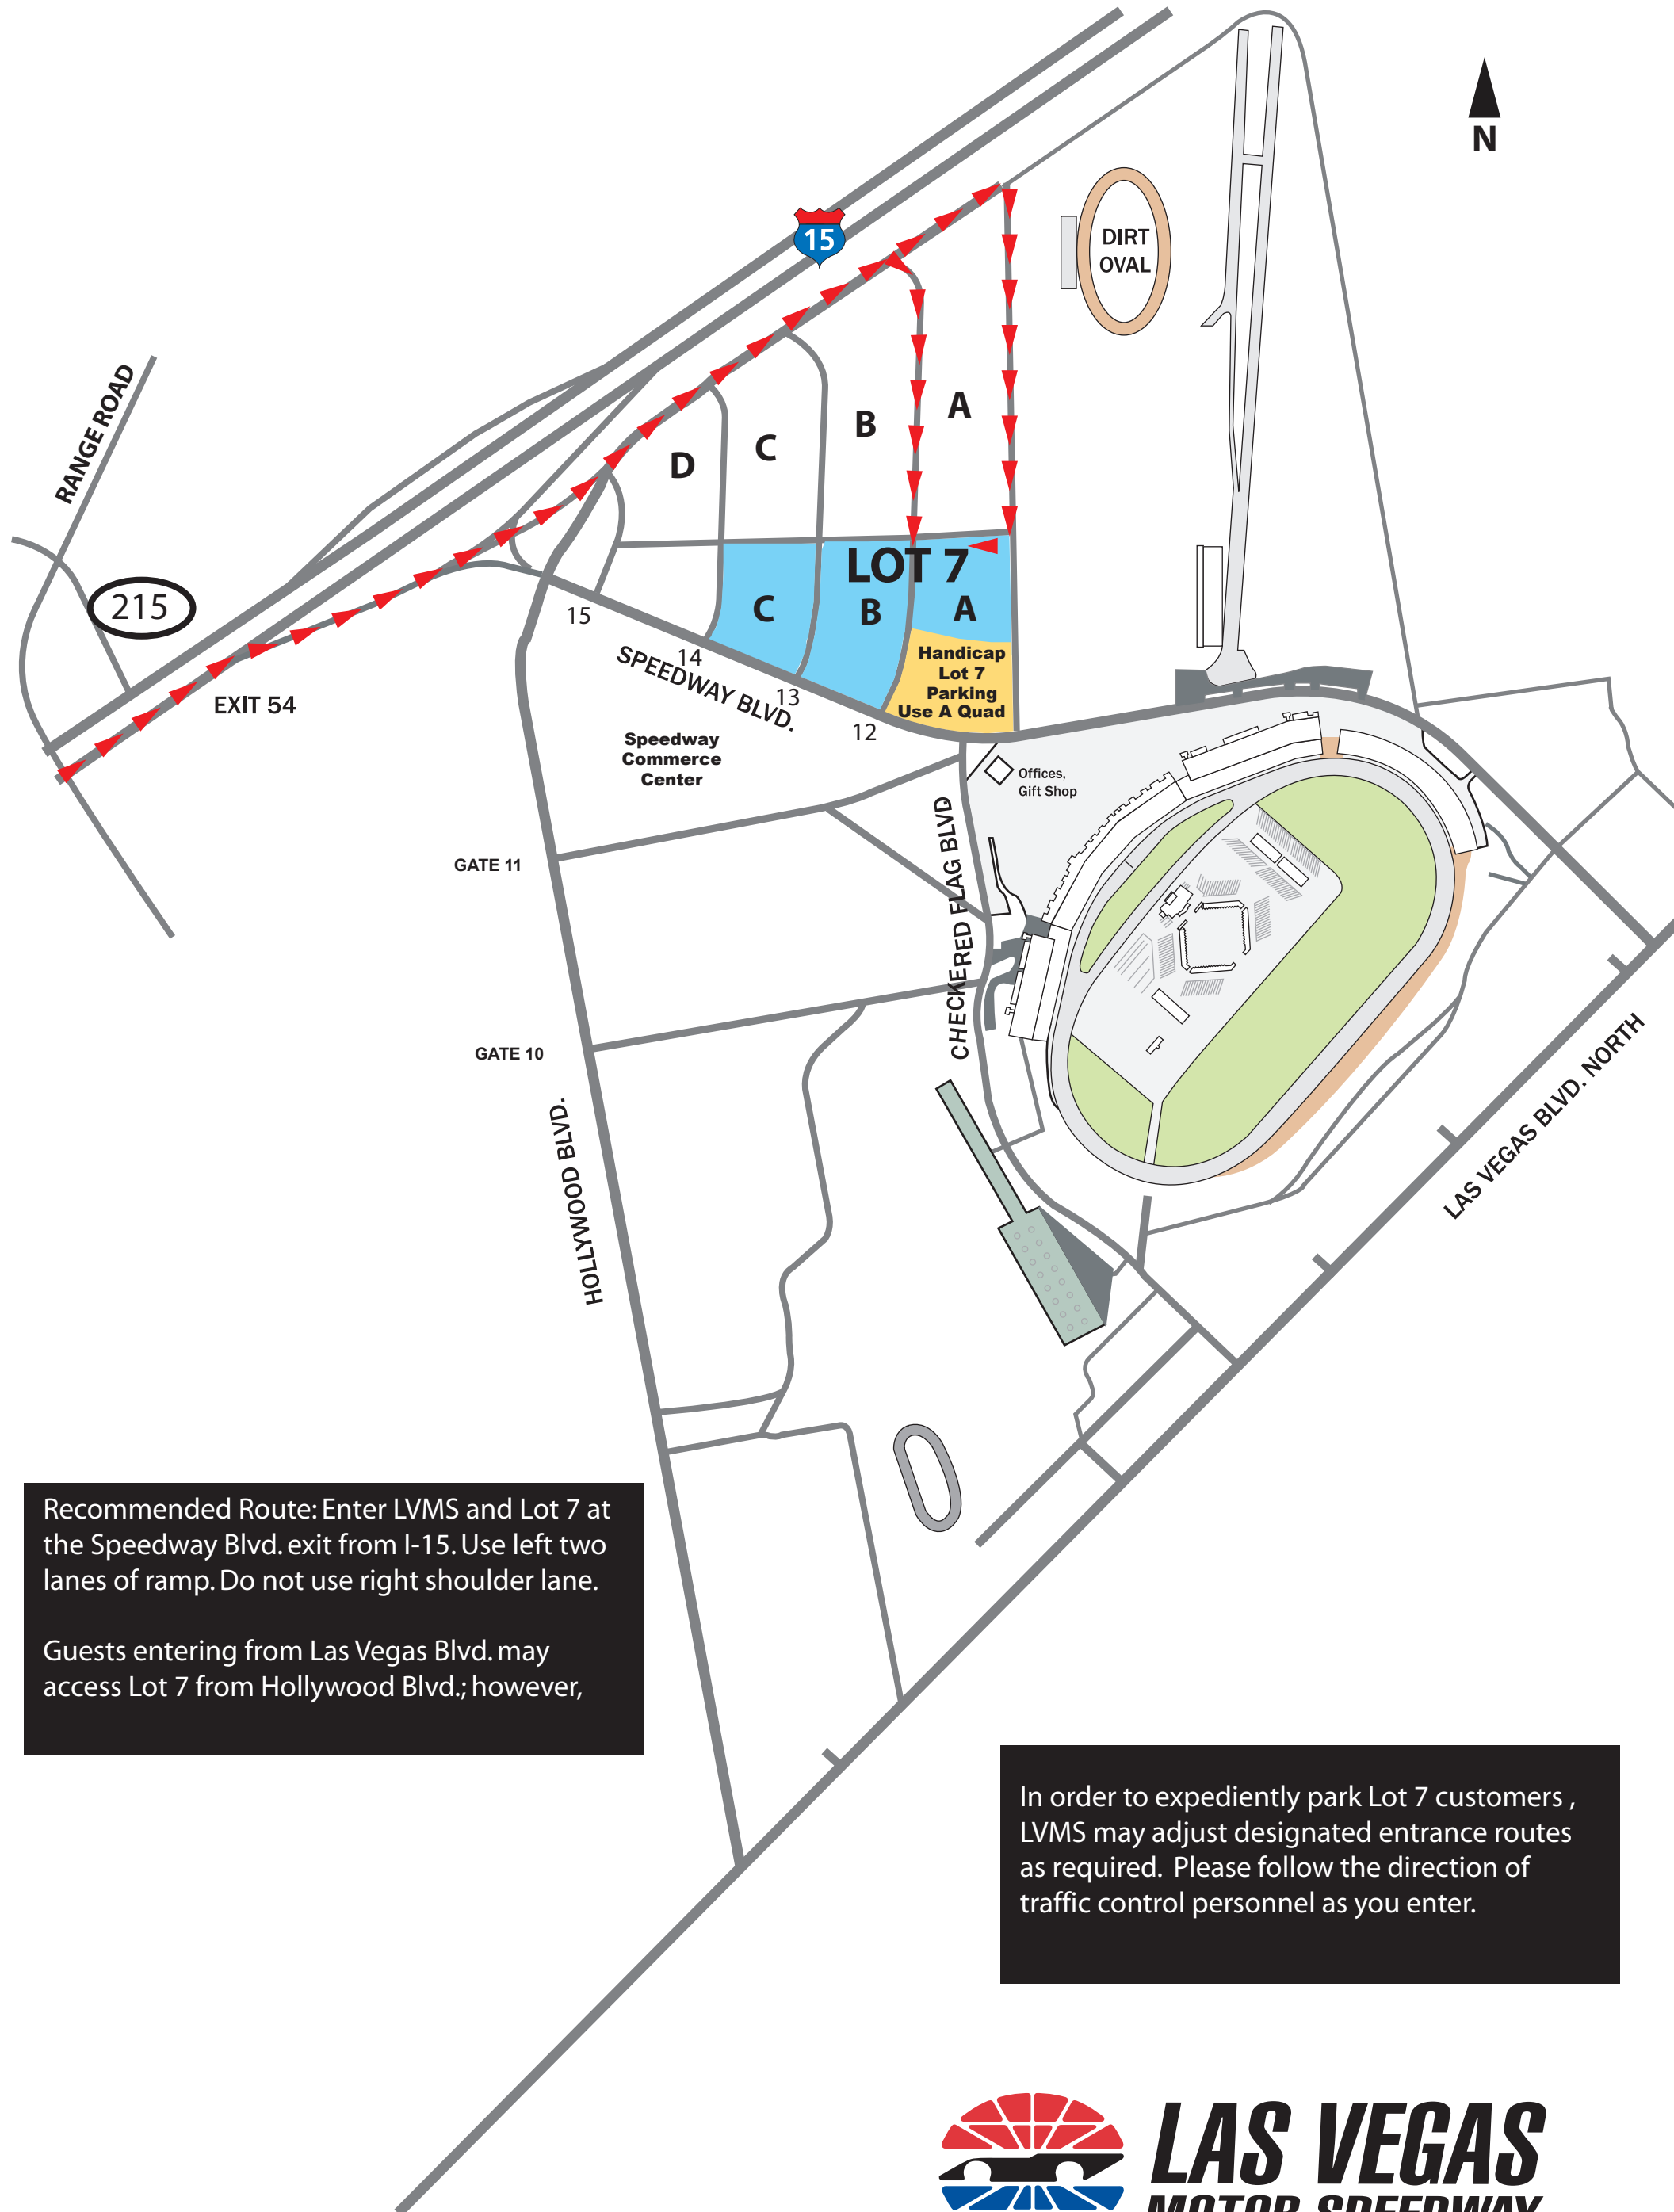 N
15
DIRT
OVAL
RANGE ROAD
A
B
C
D
215
LOT 7
C
B
A
15
14
13
12
SPEEDWAY BLVD.
Handicap
Lot 7
Parking
Use A Quad
EXIT 54
Speedway
Commerce
Center
Offices,
Gift Shop
CHECKERED FLAG BLVD
GATE 11
GATE 10
HOLLYWOOD BLVD.
LAS VEGAS BLVD. NORTH
Recommended Route: Enter LVMS and Lot 7 at
the Speedway Blvd. exit from I-15. Use left two
lanes of ramp. Do not use right shoulder lane.
Guests entering from Las Vegas Blvd. may
access Lot 7 from Hollywood Blvd.; however,
In order to expediently park Lot 7 customers ,
LVMS may adjust designated entrance routes
as required. Please follow the direction of
traffic control personnel as you enter.
LAS VEGAS
MOTOR SPEEDWAY